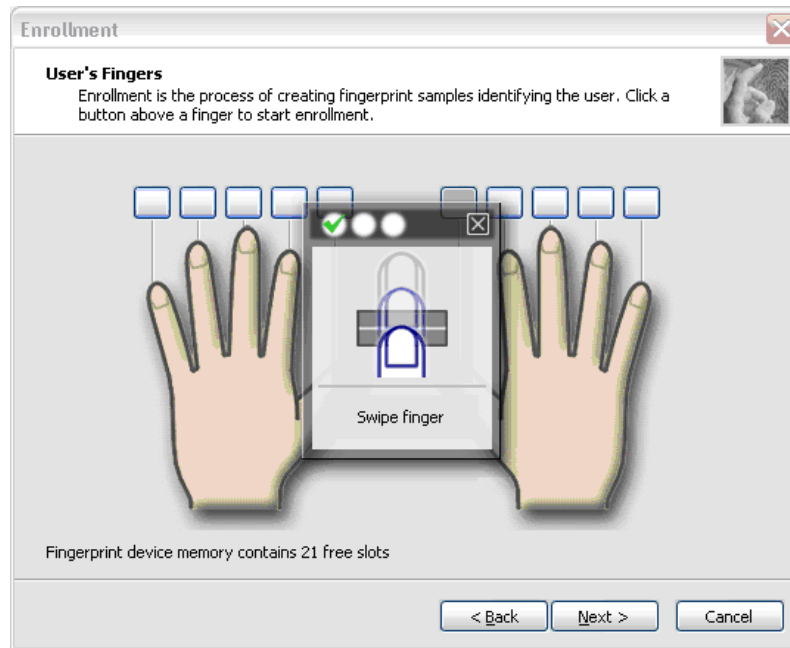 Enrollment
User's Fingers
Enrollment is the process of creating fingerprint samples identifying the user. Click a
button above a finger to start enrollment.
Swipe finger
Fingerprint device memory contains 21 free slots
< Back Next > Cancel